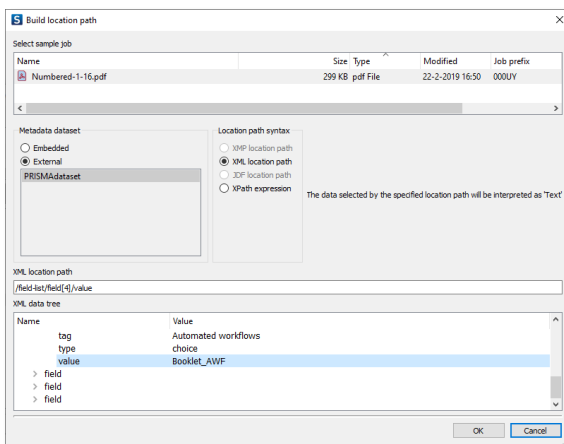 S Build location path
Select sample job
Name Size Type Modified Job prefix
Numbered-1-16.pdf 299 KB pdf File 22-2-2019 16:50 000UY
Metadata dataset Location path syntax
Embedded XMP location path
External XML location path
PRISMAdataset JDF location path
XPath expression
The data selected by the specified location path will be interpreted as 'Text'
XML location path
/field-list/field[4]/value
XML data tree
Name Value
tag Automated workflows
type choice
value Booklet_AWF
field
field
field
OK Cancel